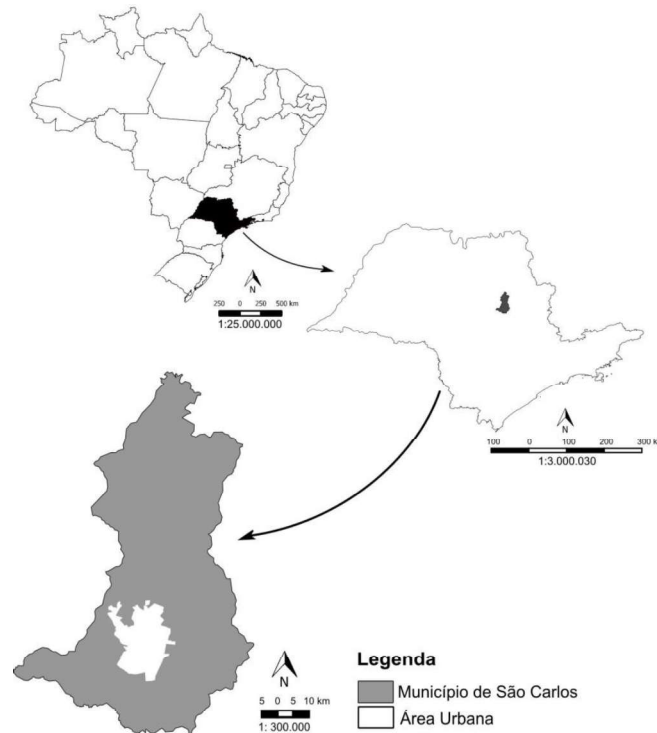 N
250 0 250 500 km
1:25.000.000
N
100 0 100 200 300 k
1:3.000.030
N
5 0 5 10 km
1: 300.000
Legenda
Município de São Carlos
Área Urbana